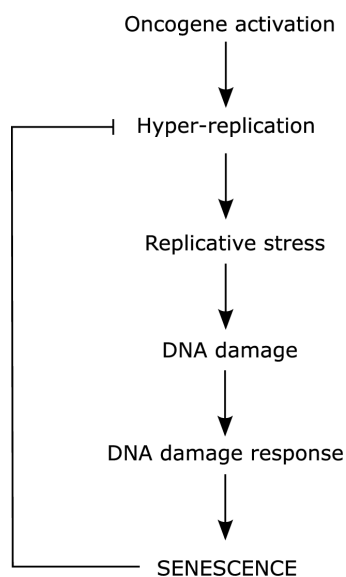 Oncogene activation
Hyper-replication
Replicative stress
DNA damage
DNA damage response
SENESCENCE